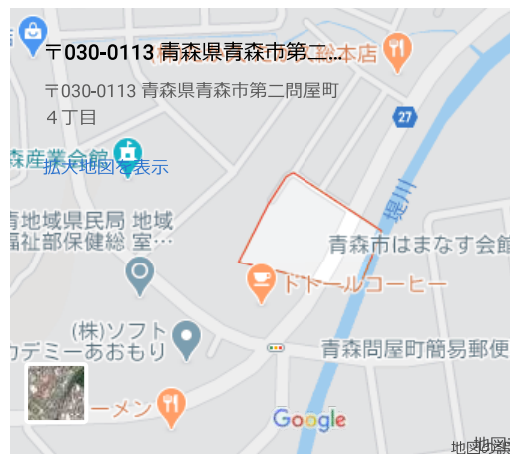 〒030-0113 青森県青森市第二...
総本店
〒030-0113 青森県青森市第二問屋町
４丁目
27
森産業会館
拡大地図を表示
堤川
青地域県民局 地域
福祉部保健総 室...
青森市はまなす会館
ドトールコーヒー
(株)ソフト
カデミーあおもり
青森問屋町簡易郵便
ーメン
Google